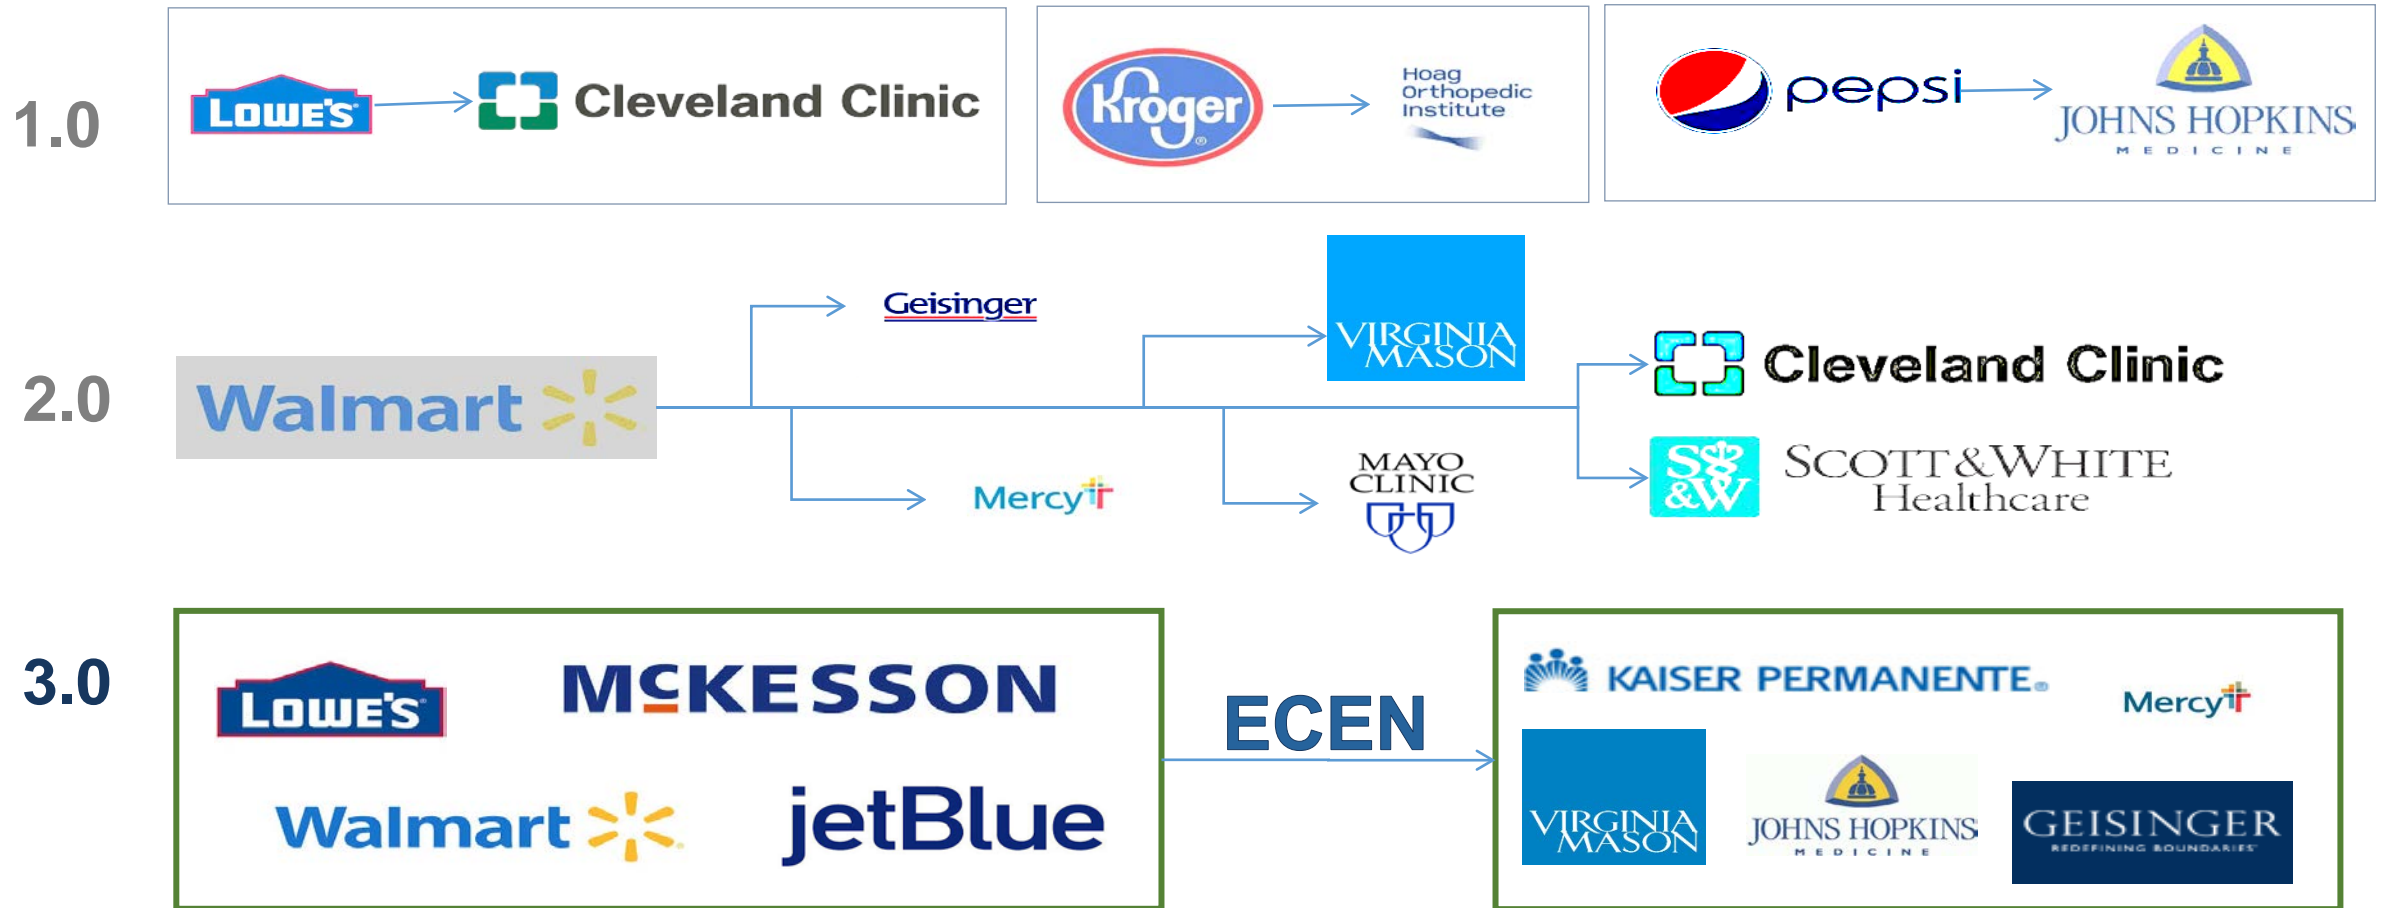 1.0
LOWE'S
Cleveland Clinic
Kroger
Hoag
Orthopedic
Institute
pepsi
JOHNS HOPKINS
MEDICINE
2.0
Walmart
Geisinger
Mercy
VIRGINIA
MASON
MAYO
CLINIC
Cleveland Clinic
S&W
SCOTT & WHITE
Healthcare
3.0
LOWE'S
MCKESSON
Walmart
jetBlue
ECEN
KAISER PERMANENTE®
Mercy
VIRGINIA
MASON
JOHNS HOPKINS
MEDICINE
GEISINGER
REDEFINING BOUNDARIES